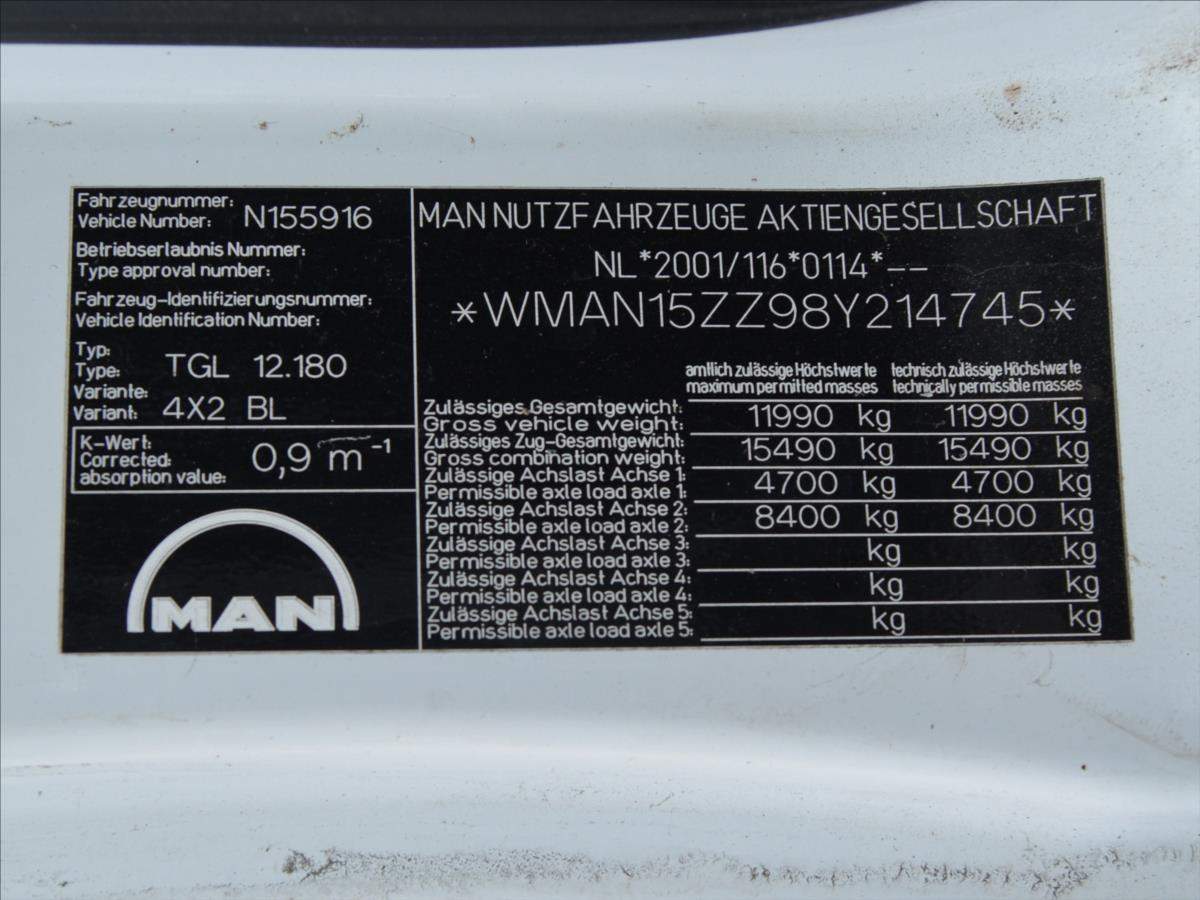 Fahrzeugnummer:
Vehicle Number: N155916
Betriebserlaubnis Nummer:
Type approval number:
Fahrzeug-Identifizierungsnummer:
Vehicle Identification Number:
Typ:
Type: TGL 12.180
Variante:
Variant: 4X2 BL
K-Wert:
Corrected:
absorption value: 0,9 m⁻¹
MAN
MAN NUTZFAHRZEUGE AKTIENGESELLSCHAFT
NL*2001/116*0114*--
*WMAN15ZZ98Y214745*
amtlich zulässige Höchstwerte technisch zulässige Höchstwerte
maximum permitted masses technically permissible masses
Zulässiges Gesamtgewicht:
Gross vehicle weight: 11990 kg 11990 kg
Zulässiges Zug-Gesamtgewicht:
Gross combination weight: 15490 kg 15490 kg
Zulässige Achslast Achse 1:
Permissible axle load axle 1: 4700 kg 4700 kg
Zulässige Achslast Achse 2:
Permissible axle load axle 2: 8400 kg 8400 kg
Zulässige Achslast Achse 3:
Permissible axle load axle 3: kg kg
Zulässige Achslast Achse 4:
Permissible axle load axle 4: kg kg
Zulässige Achslast Achse 5:
Permissible axle load axle 5: kg kg